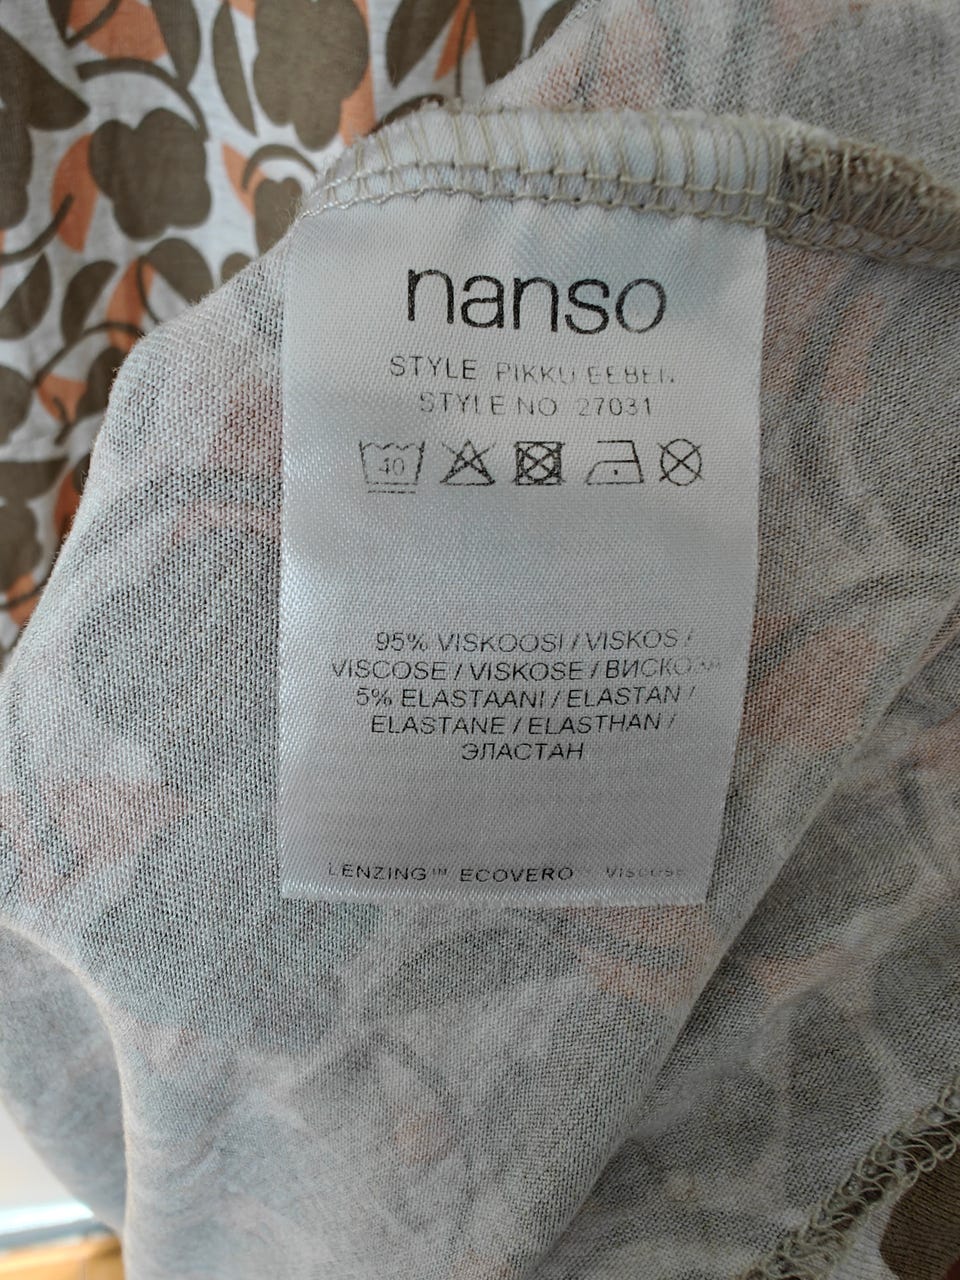 nanso
STYLE PIKKU EEBEN
STYLE NO 27031
40
95% VISKOOSI / VISKOS /
VISCOSE / VISKOSE / ВИСКОЗА
5% ELASTAANI / ELASTAN /
ELASTANE / ELASTHAN /
ЭЛАСТАН
LENZING™ ECOVERO™ VISCOSE